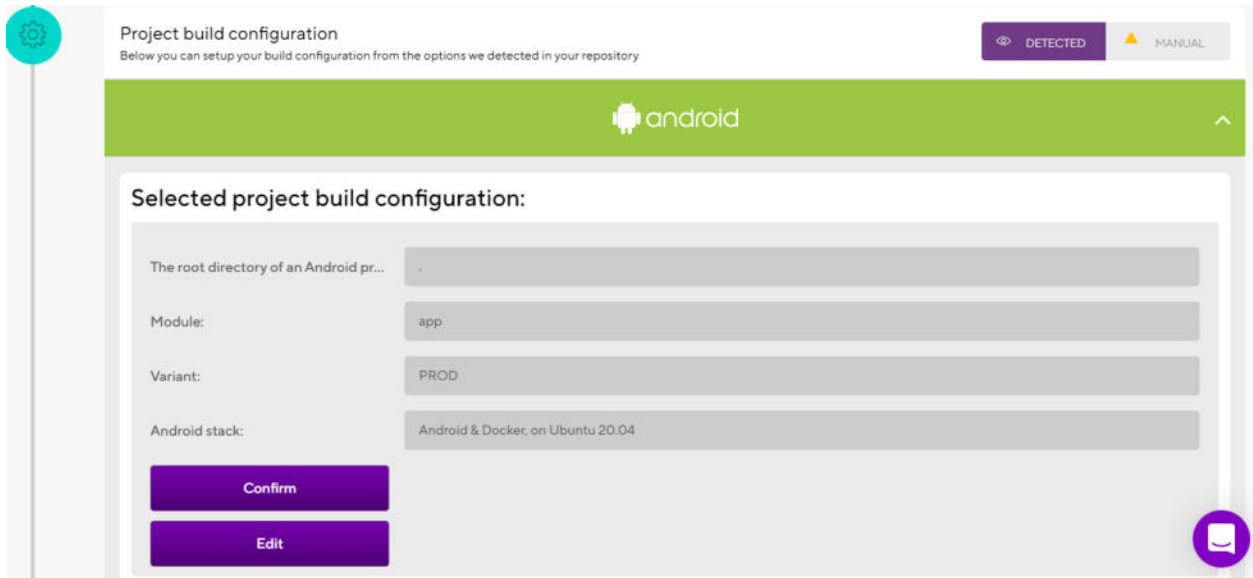 Project build configuration
Below you can setup your build configuration from the options we detected in your repository
DETECTED
MANUAL
android
Selected project build configuration:
The root directory of an Android pr... .
Module: app
Variant: PROD
Android stack: Android & Docker, on Ubuntu 20.04
Confirm
Edit